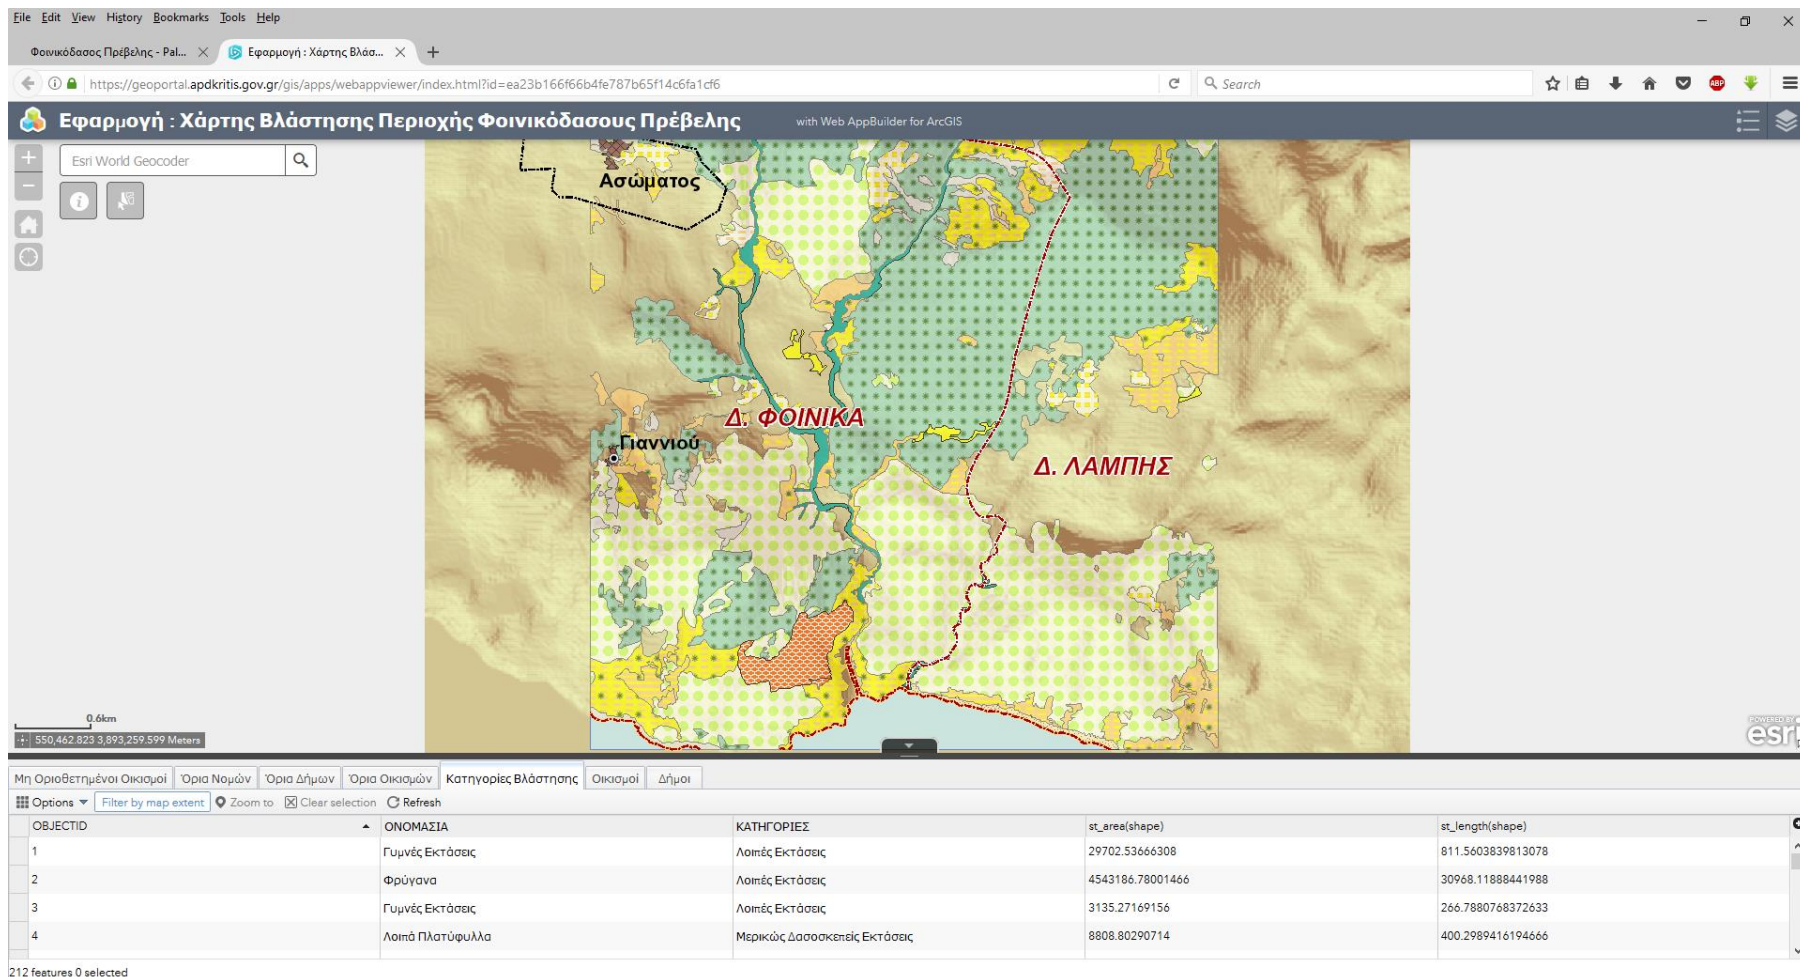 File Edit View History Bookmarks Tools Help
Φοινικόδασος Πρέβελης - Pal...
Εφαρμογή : Χάρτης Βλάσ...
https://geoportal.apdkritis.gov.gr/gis/apps/webappviewer/index.html?id=ea23b166f66b4fe787b65f14c6fa1cf6
Search
ABP
Εφαρμογή : Χάρτης Βλάστησης Περιοχής Φοινικόδασους Πρέβελης with Web AppBuilder for ArcGIS
Esri World Geocoder
Ασώματος
Δ. ΦΟΙΝΙΚΑ
Γιαννιού
Δ. ΛΑΜΠΗΣ
0.6km
550,462.823 3,893,259.599 Meters
POWERED BY
esri
Μη Οριοθετημένοι Οικισμοί Όρια Νομών Όρια Δήμων Όρια Οικισμών Κατηγορίες Βλάστησης Οικισμοί Δήμοι
Options Filter by map extent Zoom to Clear selection Refresh
OBJECTID ΟΝΟΜΑΣΙΑ ΚΑΤΗΓΟΡΙΕΣ st_area(shape) st_length(shape)
1 Γυμνές Εκτάσεις Λοιπές Εκτάσεις 29702.53666308 811.5603839813078
2 Φρύγανα Λοιπές Εκτάσεις 4543186.78001466 30968.11888441988
3 Γυμνές Εκτάσεις Λοιπές Εκτάσεις 3135.27169156 266.7880768372633
4 Λοιπά Πλατύφυλλα Μερικώς Δασοσκεπείς Εκτάσεις 8808.80290714 400.2989416194666
212 features 0 selected